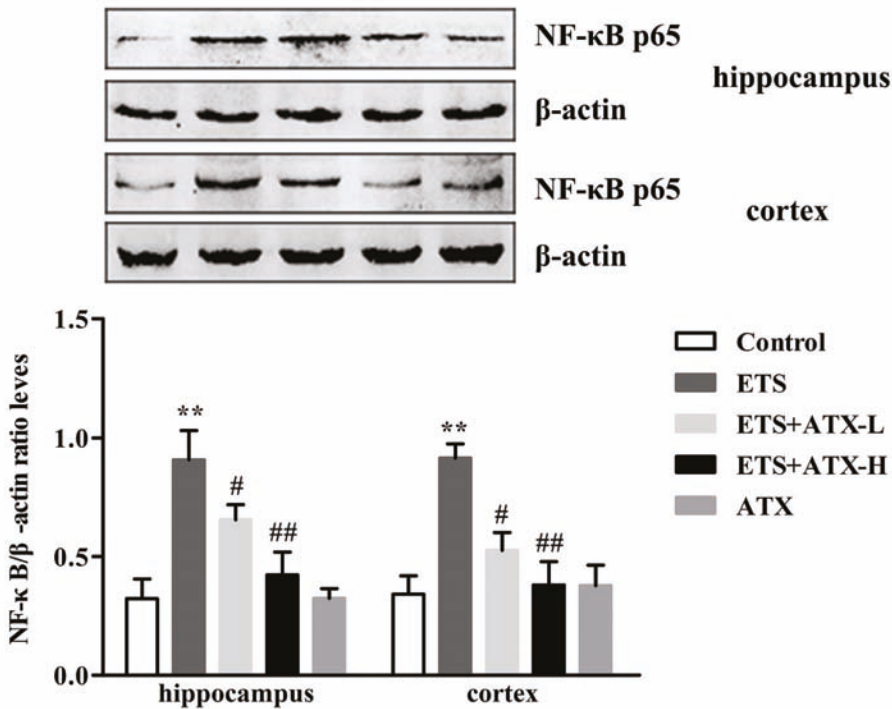 NF-κB p65
hippocampus
β-actin
NF-κB p65
cortex
β-actin
NF-κ B/β -actin ratio leves
1.5
1.0
0.5
0.0
**
#
##
**
#
##
hippocampus
cortex
Control
ETS
ETS+ATX-L
ETS+ATX-H
ATX